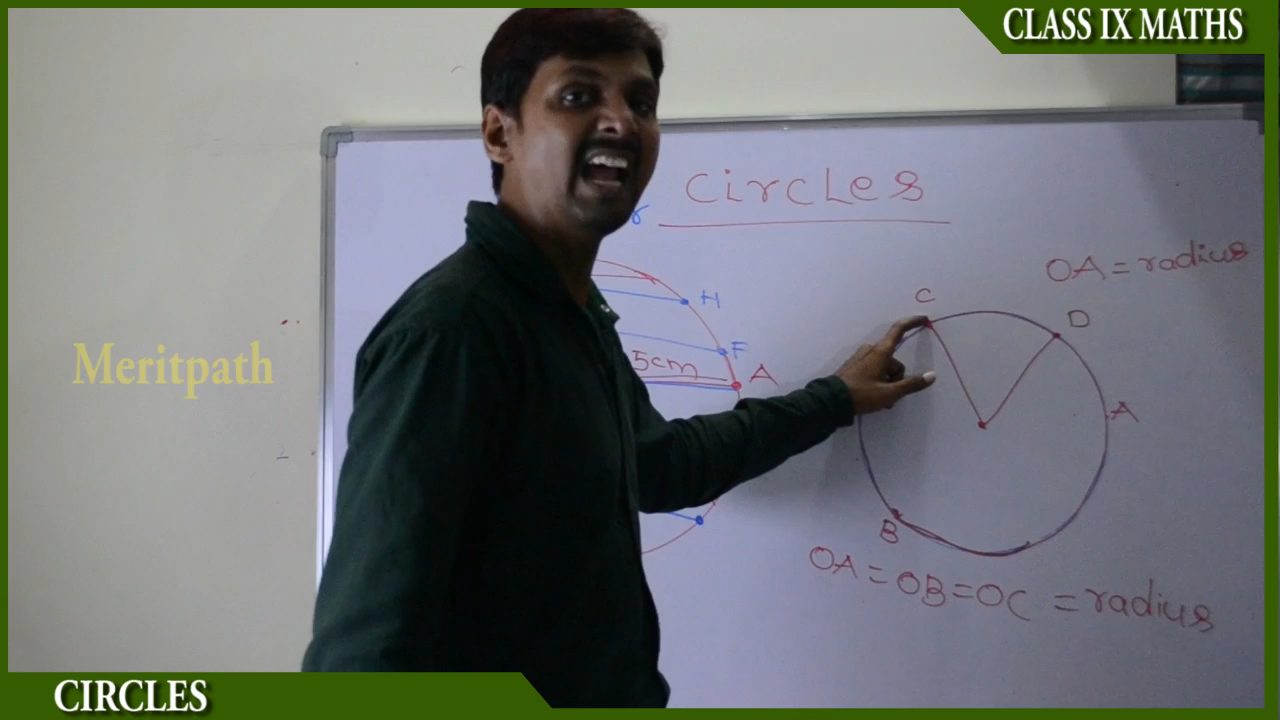 CLASS IX MATHS
Circles
r
OA = radius
C
D
H
F
5cm
A
A
Meritpath
B
OA = OB = OC = radius
CIRCLES